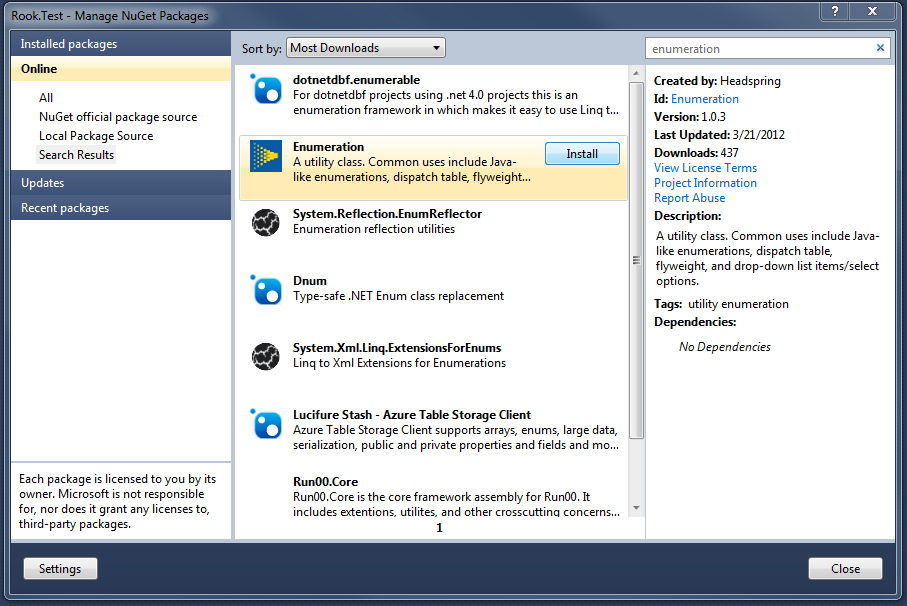 Rook.Test - Manage NuGet Packages
?
Installed packages
Online
All
NuGet official package source
Local Package Source
Search Results
Updates
Recent packages
Each package is licensed to you by its
owner. Microsoft is not responsible
for, nor does it grant any licenses to,
third-party packages.
Sort by: Most Downloads
dotnetdbf.enumerable
For dotnetdbf projects using .net 4.0 projects this is an
enumeration framework in which makes it easy to use Linq t...
Enumeration
A utility class. Common uses include Java-
like enumerations, dispatch table, flyweight...
Install
System.Reflection.EnumReflector
Enumeration reflection utilities
Dnum
Type-safe .NET Enum class replacement
System.Xml.Linq.ExtensionsForEnums
Linq to Xml Extensions for Enumerations
Lucifure Stash - Azure Table Storage Client
Azure Table Storage Client supports arrays, enums, large data,
serialization, public and private properties and fields and mo...
Run00.Core
Run00.Core is the core framework assembly for Run00. It
includes extentions, utilites, and other crosscutting concerns...
1
enumeration
Created by: Headspring
Id: Enumeration
Version: 1.0.3
Last Updated: 3/21/2012
Downloads: 437
View License Terms
Project Information
Report Abuse
Description:
A utility class. Common uses include Java-
like enumerations, dispatch table,
flyweight, and drop-down list items/select
options.
Tags: utility enumeration
Dependencies:
No Dependencies
Settings
Close